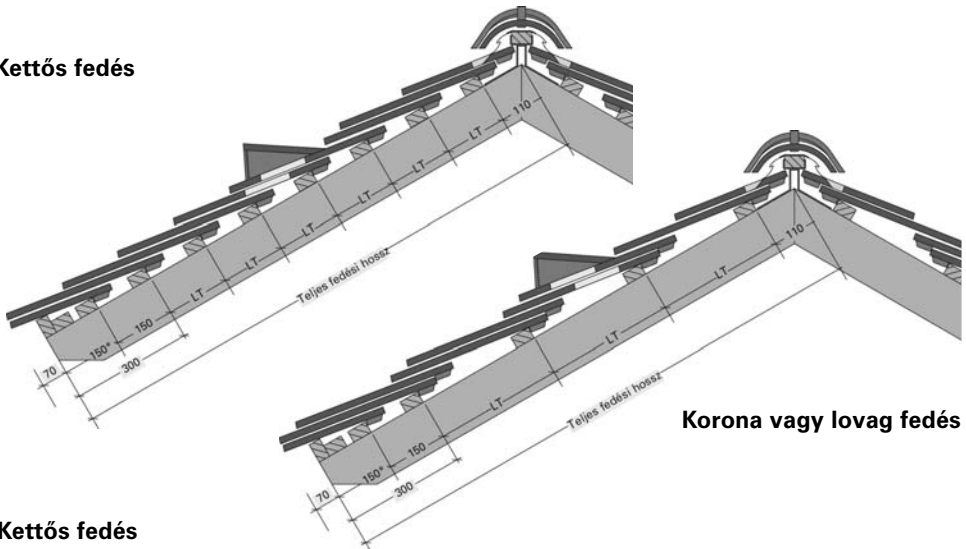 Kettős fedés
110
LT
LT
LT
LT
LT
LT
150
150*
70
300
Teljes fedési hossz
110
LT
LT
LT
150
150*
70
300
Teljes fedési hossz
Korona vagy lovag fedés
Kettős fedés